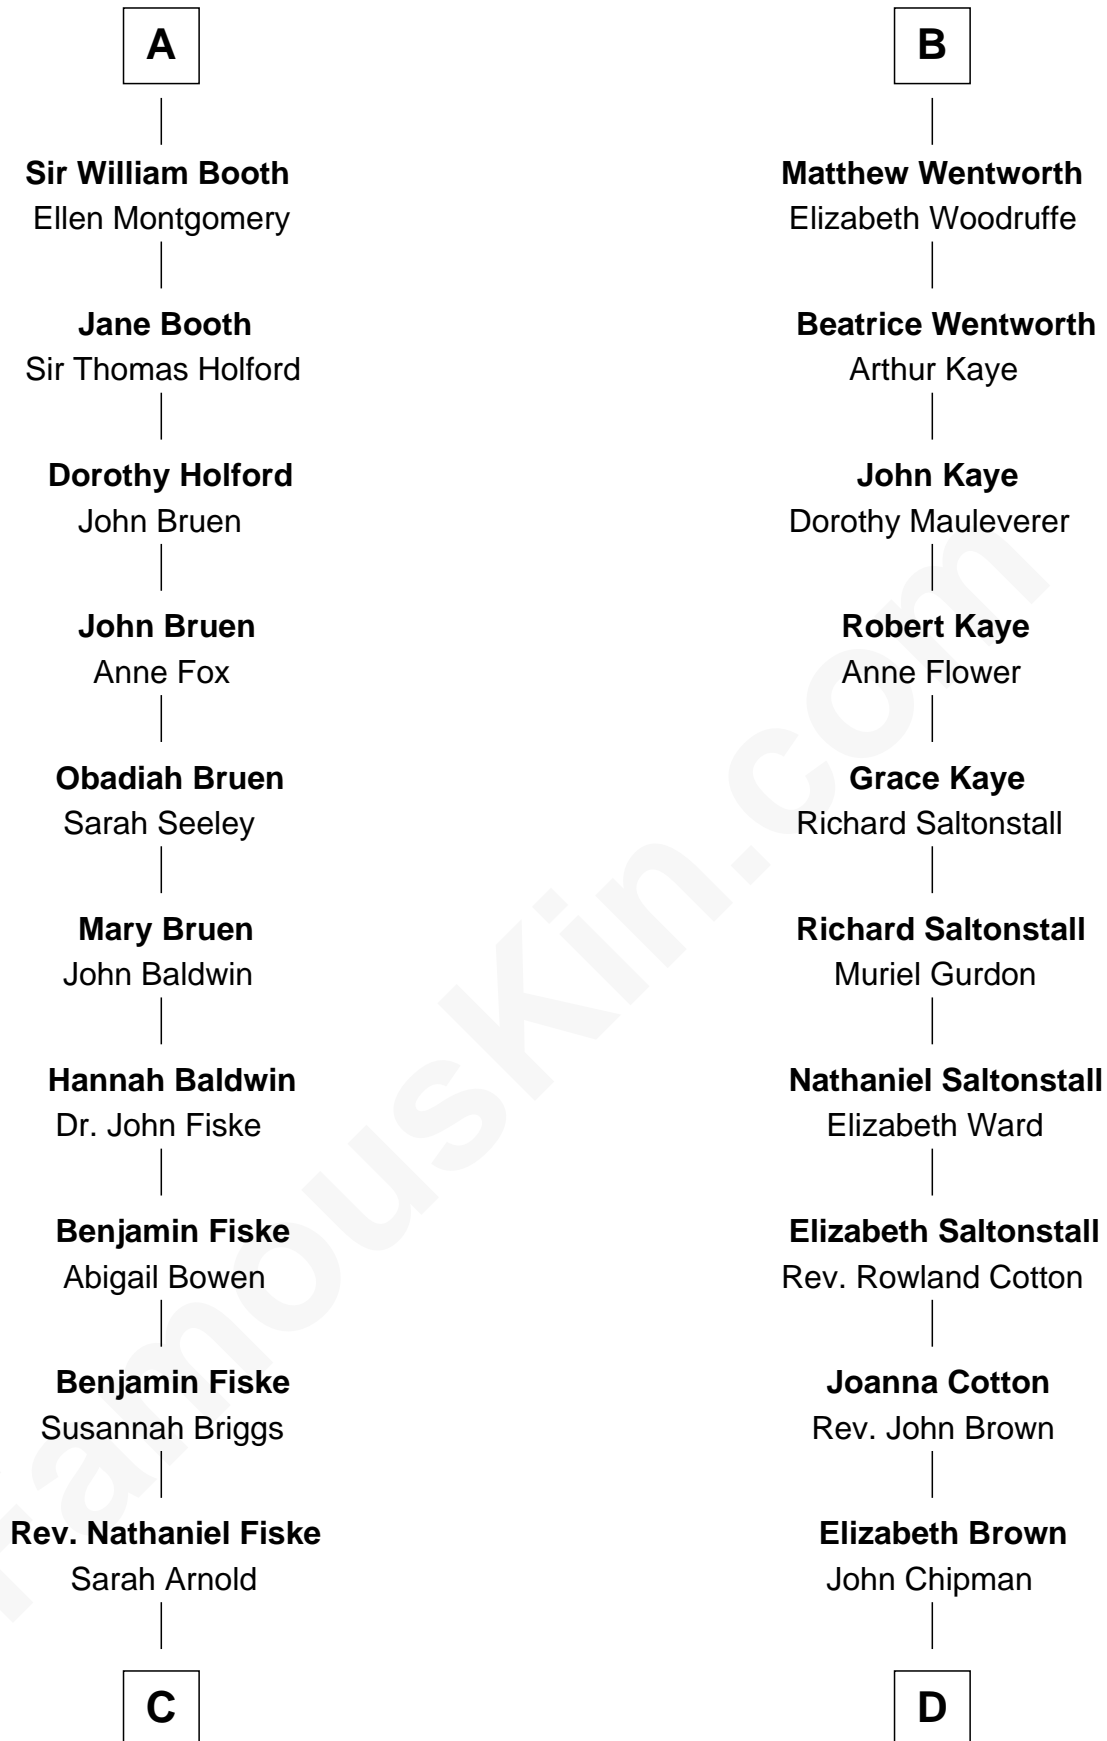 A
Sir William Booth
Ellen Montgomery
Jane Booth
Sir Thomas Holford
Dorothy Holford
John Bruen
John Bruen
Anne Fox
Obadiah Bruen
Sarah Seeley
Mary Bruen
John Baldwin
Hannah Baldwin
Dr. John Fiske
Benjamin Fiske
Abigail Bowen
Benjamin Fiske
Susannah Briggs
Rev. Nathaniel Fiske
Sarah Arnold
C
B
Matthew Wentworth
Elizabeth Woodruffe
Beatrice Wentworth
Arthur Kaye
John Kaye
Dorothy Mauleverer
Robert Kaye
Anne Flower
Grace Kaye
Richard Saltonstall
Richard Saltonstall
Muriel Gurdon
Nathaniel Saltonstall
Elizabeth Ward
Elizabeth Saltonstall
Rev. Rowland Cotton
Joanna Cotton
Rev. John Brown
Elizabeth Brown
John Chipman
D
FamousKin.com